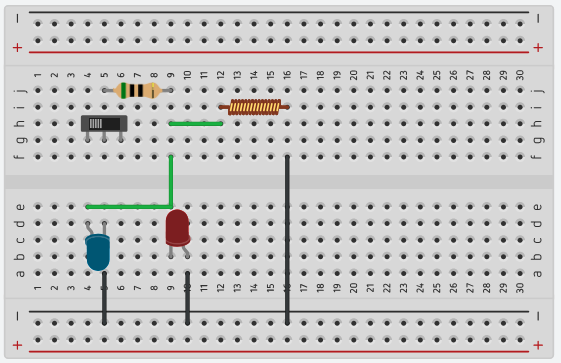 − −
+ +
1 2 3 4 5 6 7 8 9 10 11 12 13 14 15 16 17 18 19 20 21 22 23 24 25 26 27 28 29 30
j j
i i
h h
g g
f f
e e
d d
c c
b b
a a
1 2 3 4 5 6 7 8 9 10 11 12 13 14 15 16 17 18 19 20 21 22 23 24 25 26 27 28 29 30
− −
+ +